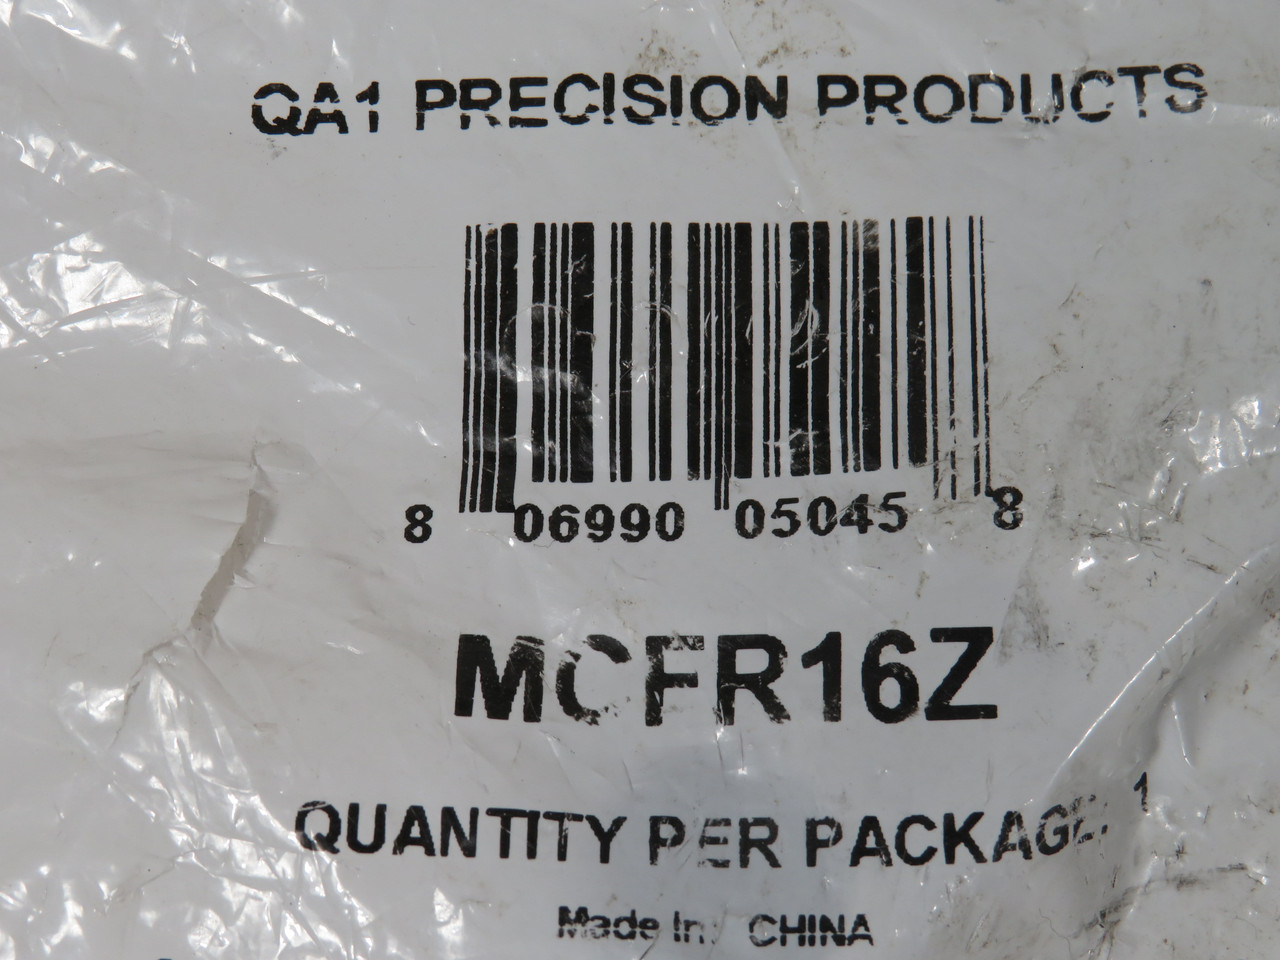 QA1 PRECISION PRODUCTS
8 06990 05045 8
MCFR16Z
QUANTITY PER PACKAGE: 1
Made In: CHINA